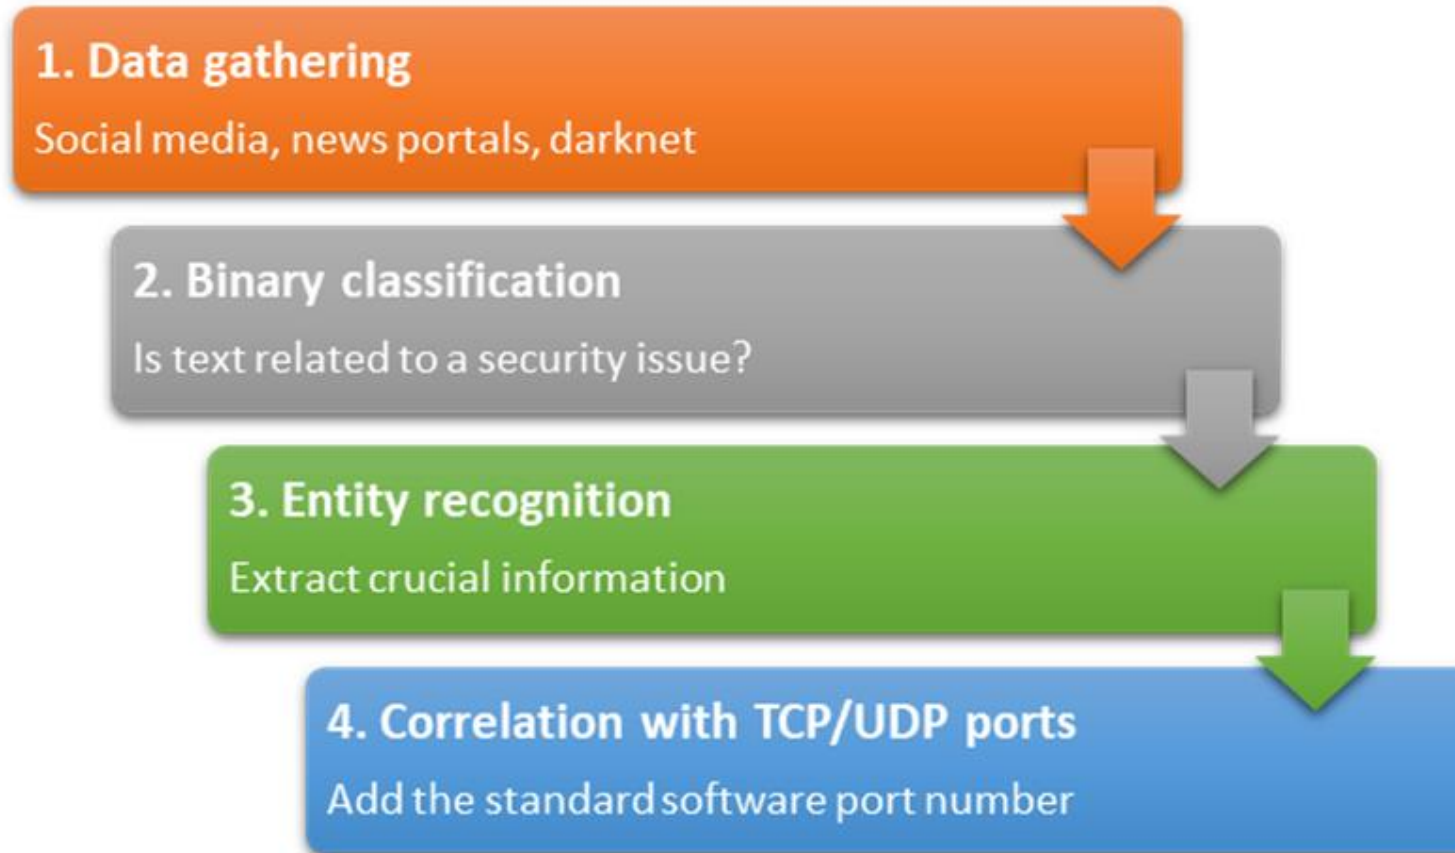 1. Data gathering
Social media, news portals, darknet
2. Binary classification
Is text related to a security issue?
3. Entity recognition
Extract crucial information
4. Correlation with TCP/UDP ports
Add the standard software port number